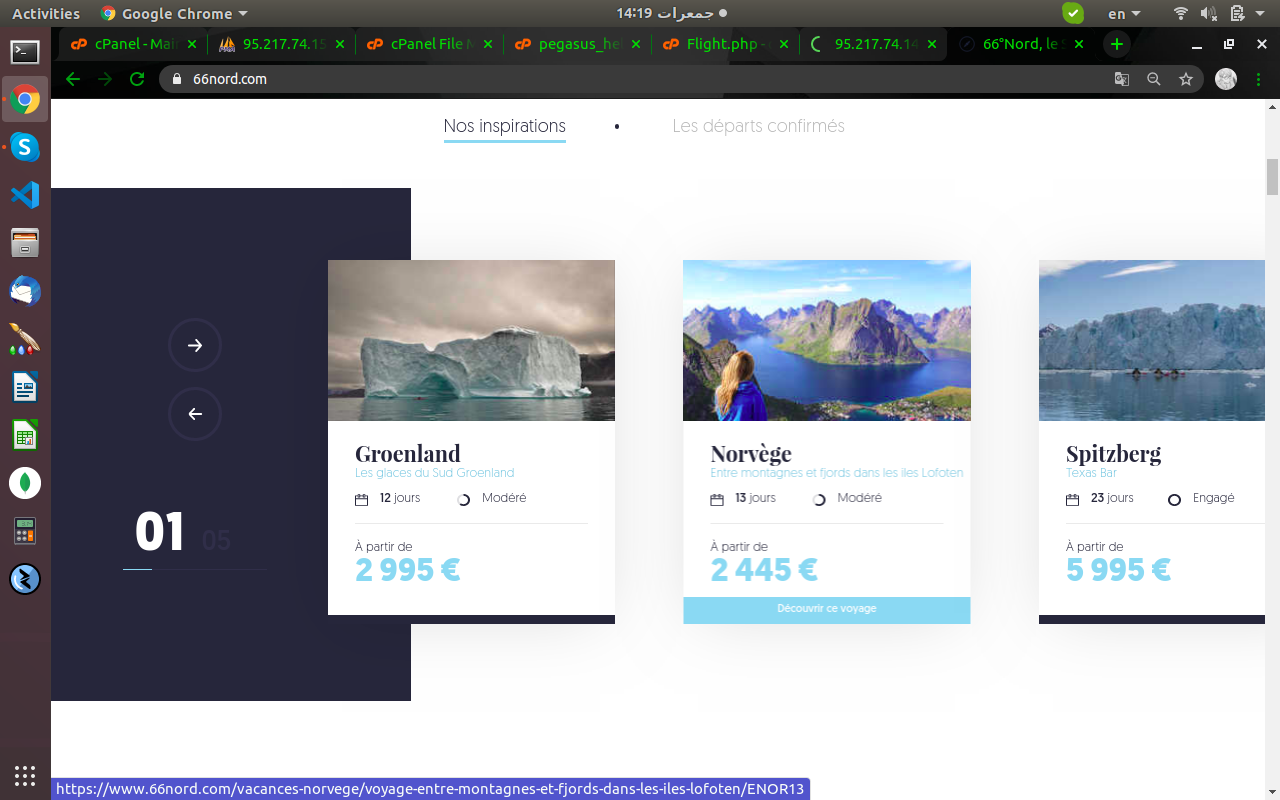 Activities
Google Chrome
جمعرات 14:19
en
cPanel - Mai
95.217.74.15
cPanel File M
pegasus_he
Flight.php -
95.217.74.14
66°Nord, le S
66nord.com
Nos inspirations
Les départs confirmés
01 05
Groenland
Les glaces du Sud Groenland
12 jours Modéré
À partir de
2 995 €
Norvège
Entre montagnes et fjords dans les iles Lofoten
13 jours Modéré
À partir de
2 445 €
Découvrir ce voyage
Spitzberg
Texas Bar
23 jours Engagé
À partir de
5 995 €
https://www.66nord.com/vacances-norvege/voyage-entre-montagnes-et-fjords-dans-les-iles-lofoten/ENOR13